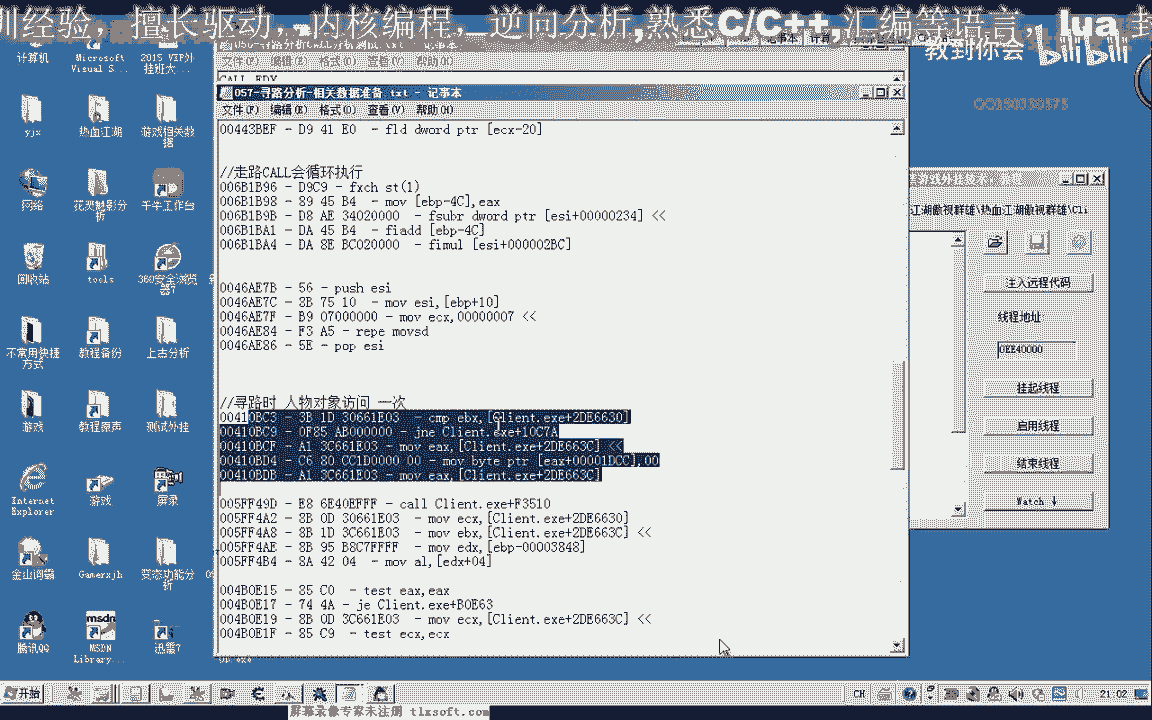 训经验，擅长驱动，内核编程，逆向分析,熟悉C/C++,汇编等语言，lua 封
教到你会
bilibili
计算机
Microsoft Visual S...
2015 VIP外挂班大...
yjx
热血江湖
游戏相关数据
网络
花灵魅影分析
千牛工作台
回收站
tools
360安全浏览器7
不常用快捷方式
教程备份
上古分析
游戏
教程原声
测试外挂
Internet Explorer
游戏
屏录
金山词霸
Gamerxjh
变态功能分析
腾讯QQ
MSDN Library...
迅雷7
文件(F) 编辑(E) 格式(O) 查看(V) 帮助(H)
CALL EDX
057-寻路分析-相关数据准备.txt - 记事本
文件(F) 编辑(E) 格式(O) 查看(V) 帮助(H)
00443BEF - D9 41 E0  - fld dword ptr [ecx-20]
//走路CALL会循环执行
006B1B96 - D9C9 - fxch st(1)
006B1B98 - 89 45 B4  - mov [ebp-4C],eax
006B1B9B - D8 AE 34020000  - fsubr dword ptr [esi+00000234] <<
006B1BA1 - DA 45 B4  - fiadd [ebp-4C]
006B1BA4 - DA 8E BC020000  - fimul [esi+000002BC]
0046AE7B - 56 - push esi
0046AE7C - 8B 75 10  - mov esi,[ebp+10]
0046AE7F - B9 07000000 - mov ecx,00000007 <<
0046AE84 - F3 A5 - repe movsd
0046AE86 - 5E - pop esi
//寻路时 人物对象访问 一次
00410BC3 - 3B 1D 30661E03  - cmp ebx,[Client.exe+2DE6630]
00410BC9 - 0F85 AB000000 - jne Client.exe+10C7A
00410BCF - A1 3C661E03 - mov eax,[Client.exe+2DE663C] <<
00410BD4 - C6 80 CC1D0000 00 - mov byte ptr [eax+00001DCC],00
00410BDB - A1 3C661E03 - mov eax,[Client.exe+2DE663C]
005FF49D - E8 6E40EFFF - call Client.exe+F3510
005FF4A2 - 8B 0D 30661E03  - mov ecx,[Client.exe+2DE6630]
005FF4A8 - 8B 1D 3C661E03  - mov ebx,[Client.exe+2DE663C] <<
005FF4AE - 8B 95 B8C7FFFF  - mov edx,[ebp-00003848]
005FF4B4 - 8A 42 04  - mov al,[edx+04]
004B0E15 - 85 C0  - test eax,eax
004B0E17 - 74 4A - je Client.exe+B0E63
004B0E19 - 8B 0D 3C661E03  - mov ecx,[Client.exe+2DE663C] <<
004B0E1F - 85 C9  - test ecx,ecx
江湖傲视群雄\热血江湖傲视群雄\Cli
注入远程代码
线程地址:
0EE40000
挂起线程
启用线程
结束线程
Watch ↓
开始
CH
21:02
屏幕录像专家未注册 tlxsoft.com